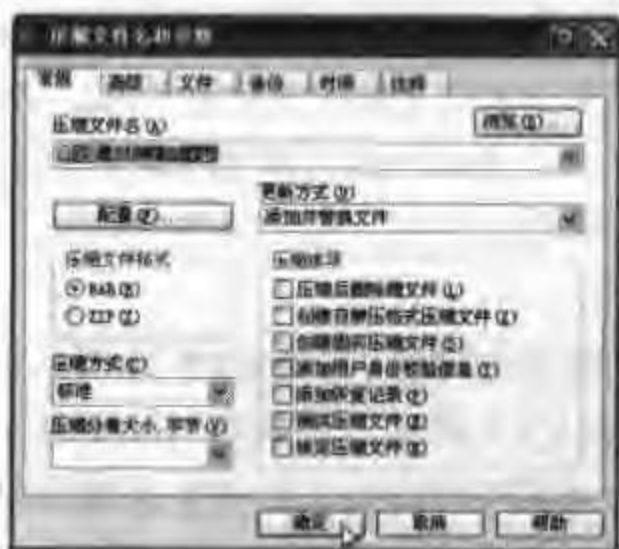 压缩文件名和参数
常规 高级 文件 备份 时间 注释
压缩文件名(A)
浏览(B)...
配置(F)...
更新方式(U)
添加并替换文件
压缩文件格式
RAR(R)
ZIP(Z)
压缩选项
压缩后删除源文件(L)
创建自解压格式压缩文件(X)
创建固实压缩文件(S)
添加用户身份校验信息(I)
添加恢复记录(E)
测试压缩文件(T)
锁定压缩文件(K)
压缩方式(C)
标准
压缩分卷大小,字节(V)
确定 取消 帮助